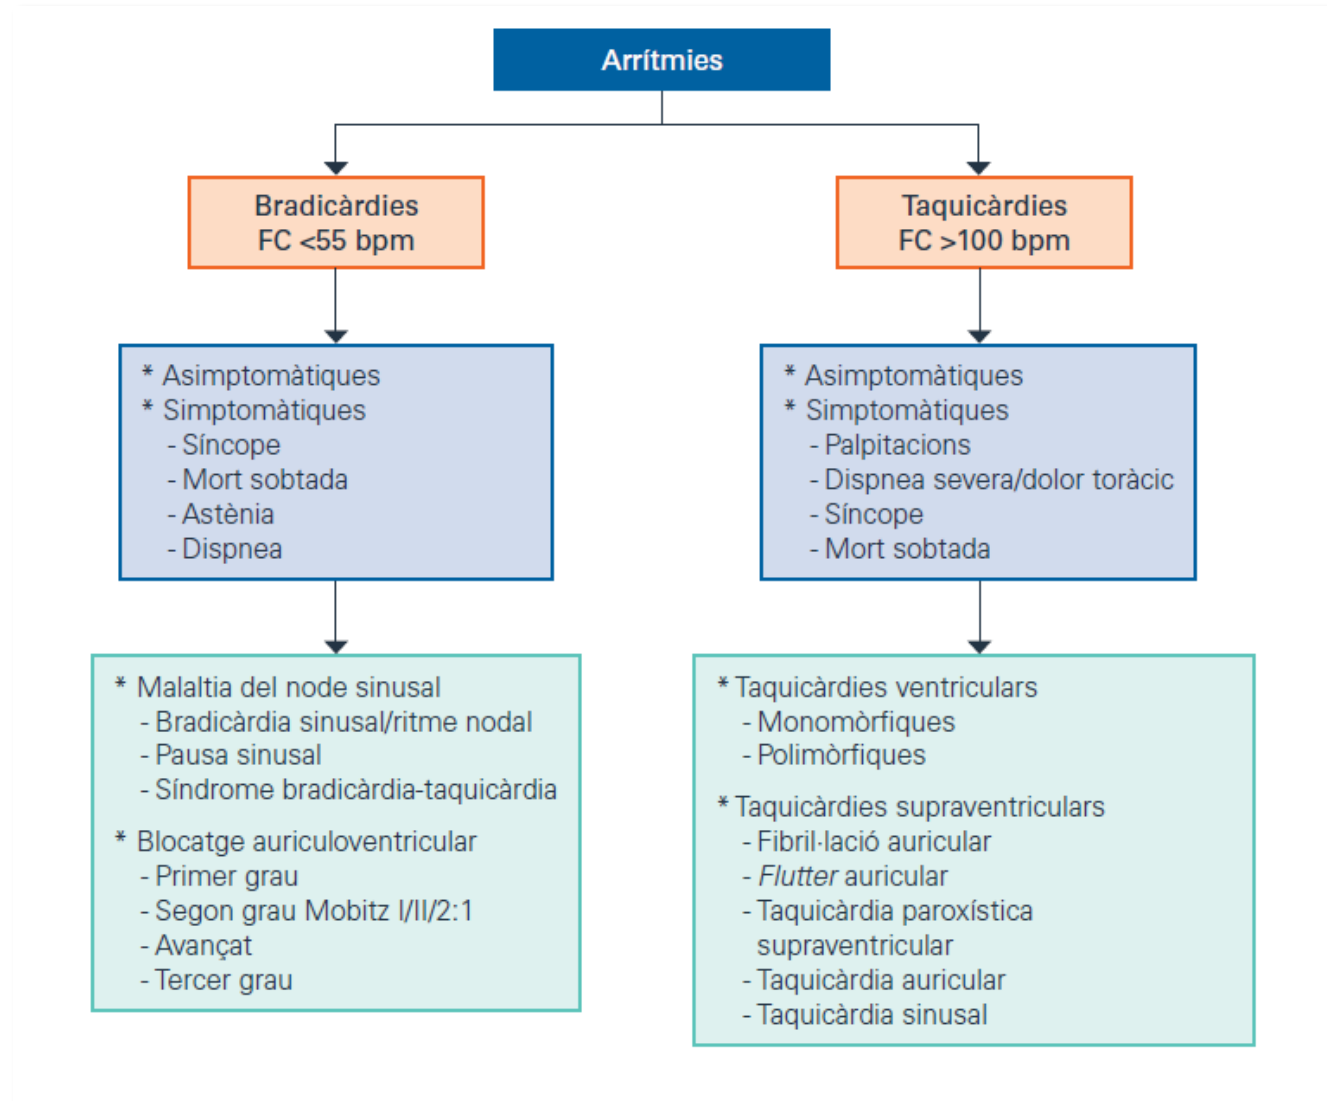 Arrítmies
Bradicàrdies
FC <55 bpm
* Asimptomàtiques
* Simptomàtiques
- Síncope
- Mort sobtada
- Astènia
- Dispnea
* Malaltia del node sinusal
- Bradicàrdia sinusal/ritme nodal
- Pausa sinusal
- Síndrome bradicàrdia-taquicàrdia
* Blocatge auriculoventricular
- Primer grau
- Segon grau Mobitz I/II/2:1
- Avançat
- Tercer grau
Taquicàrdies
FC >100 bpm
* Asimptomàtiques
* Simptomàtiques
- Palpitacions
- Dispnea severa/dolor toràcic
- Síncope
- Mort sobtada
* Taquicàrdies ventriculars
- Monomòrfiques
- Polimòrfiques
* Taquicàrdies supraventriculars
- Fibril·lació auricular
- Flutter auricular
- Taquicàrdia paroxística
supraventricular
- Taquicàrdia auricular
- Taquicàrdia sinusal